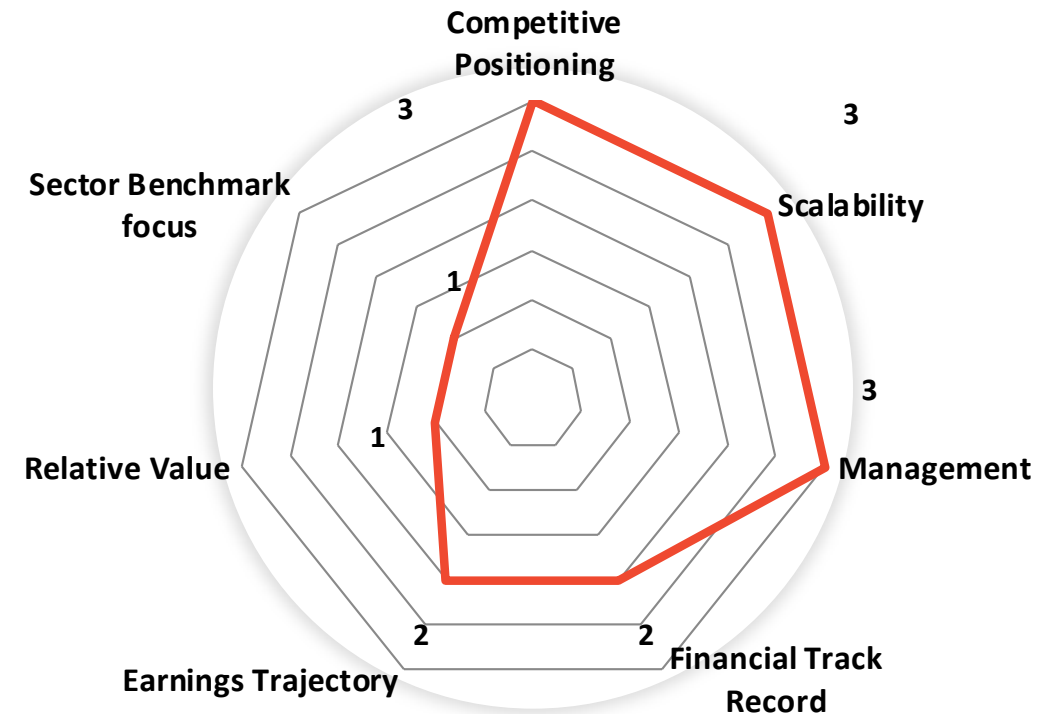 Competitive
Positioning
3
3
Sector Benchmark
focus
Scalability
1
3
1
Relative Value
Management
2
2
Earnings Trajectory
Financial Track
Record